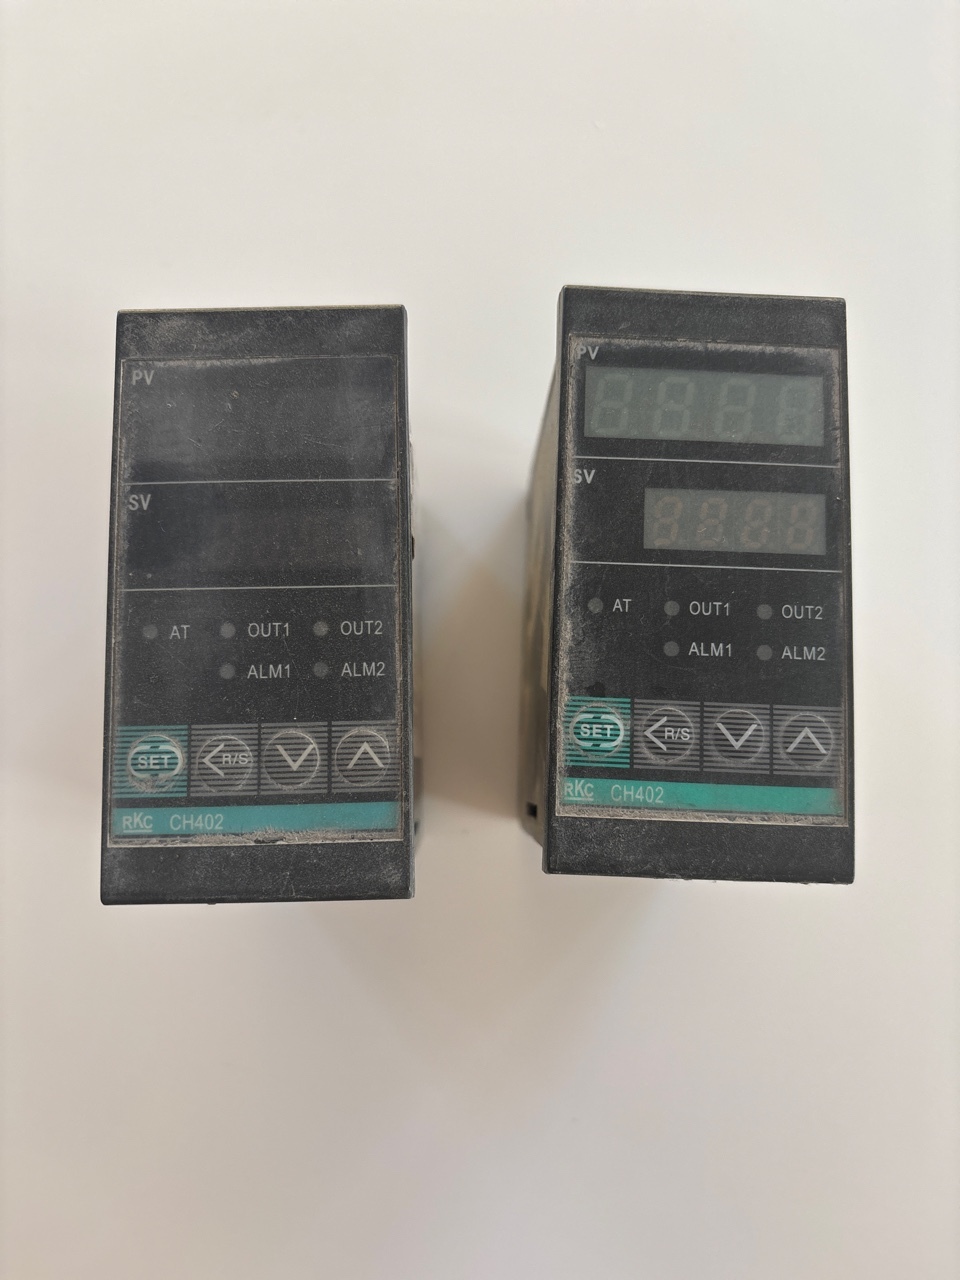 PV
SV
AT OUT1 OUT2
ALM1 ALM2
SET R/S
RKC CH402
PV
SV
AT OUT1 OUT2
ALM1 ALM2
SET R/S
RKC CH402